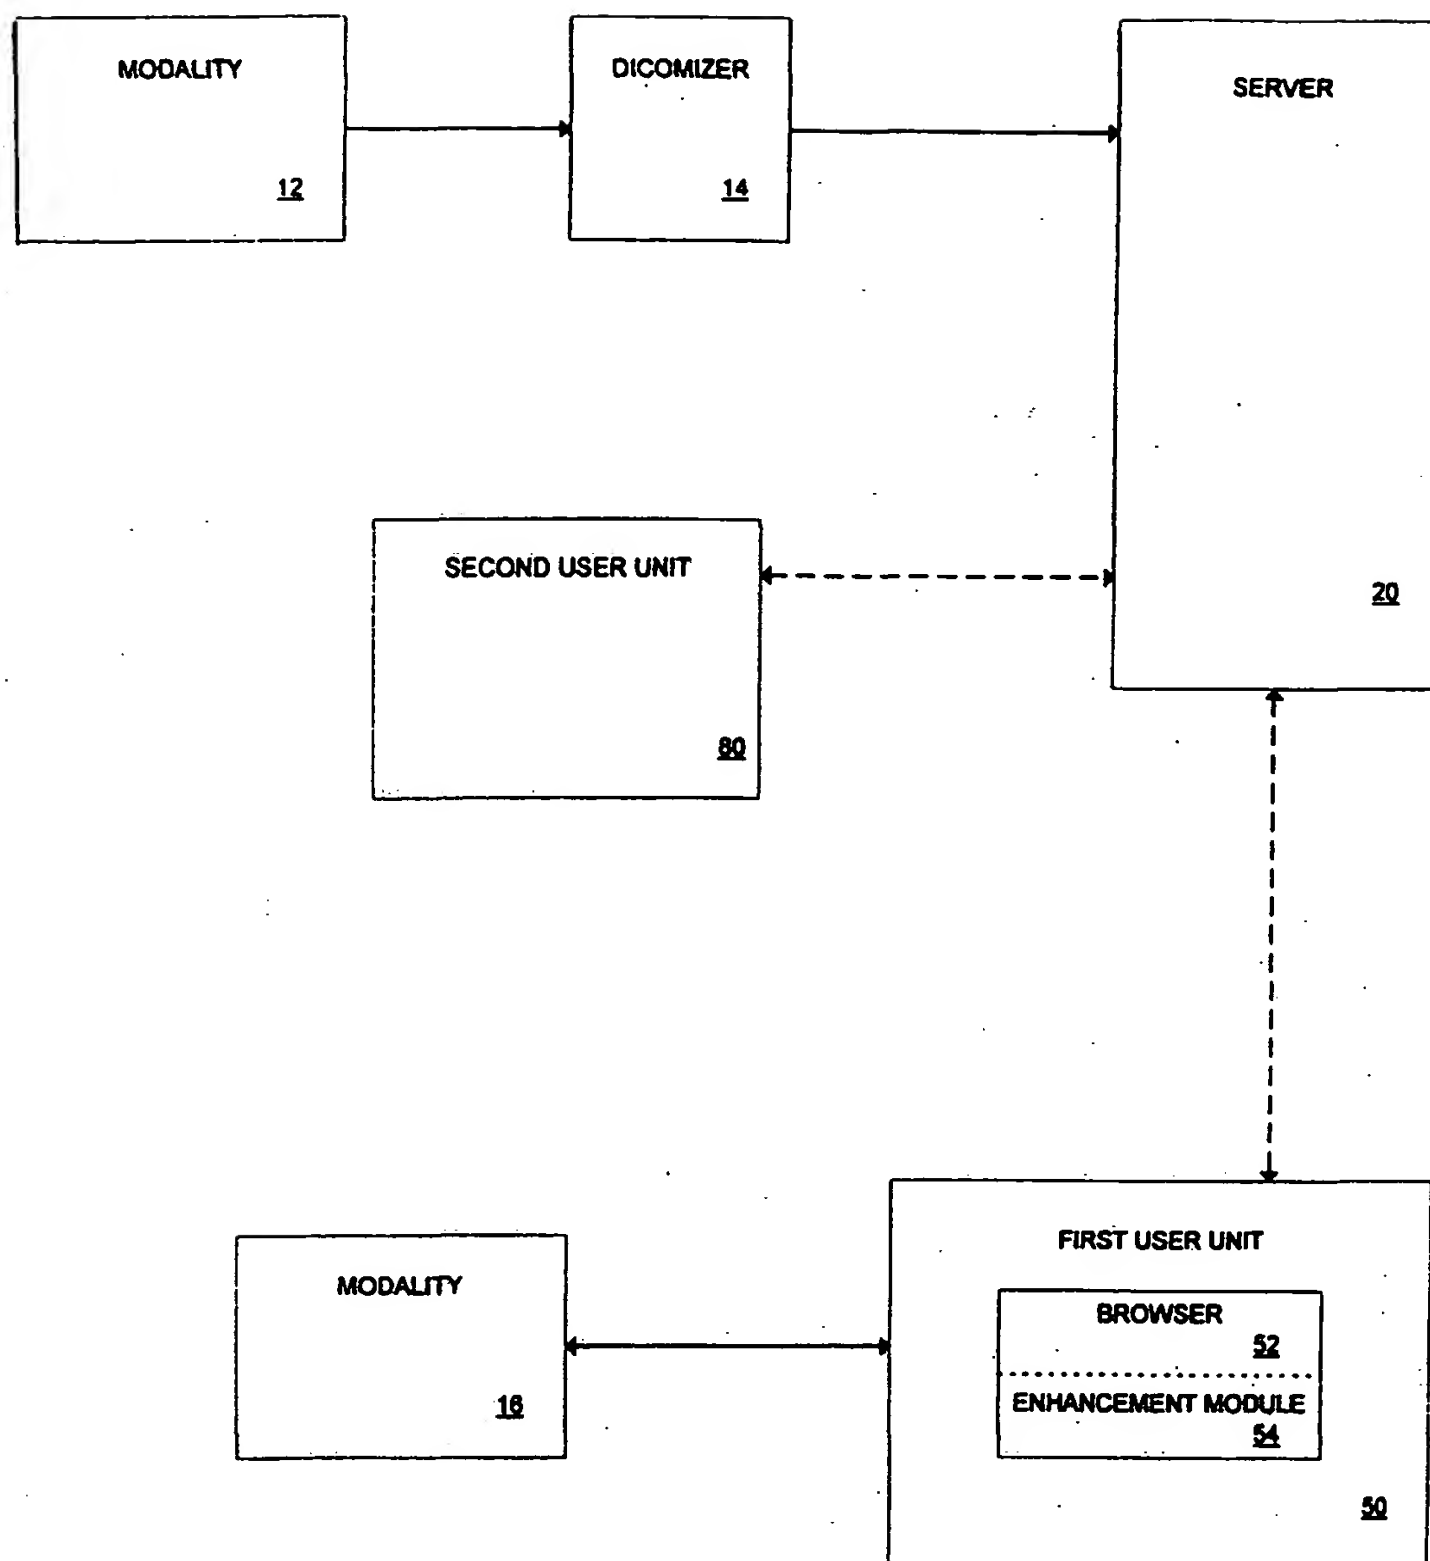 MODALITY
12
DICOMIZER
14
SERVER
20
SECOND USER UNIT
80
FIRST USER UNIT
BROWSER
52
ENHANCEMENT MODULE
54
50
MODALITY
16